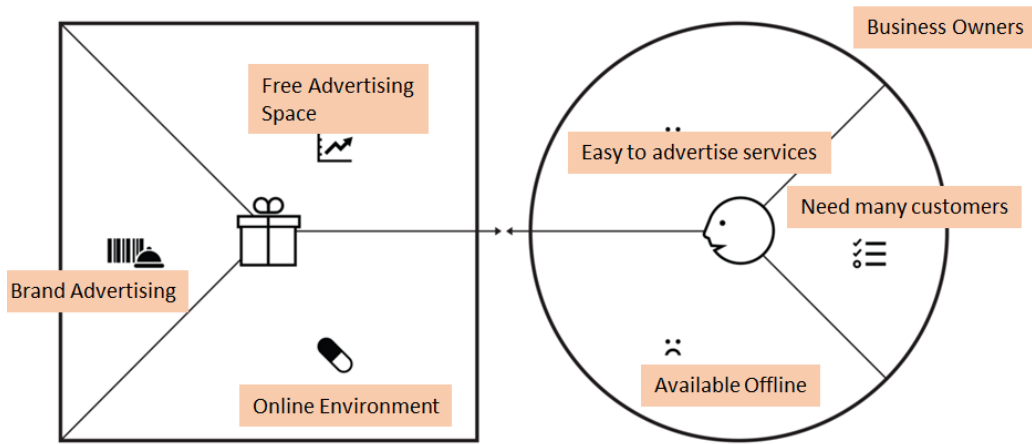 Business Owners
Free Advertising
Space
Easy to advertise services
Need many customers
Brand Advertising
Available Offline
Online Environment